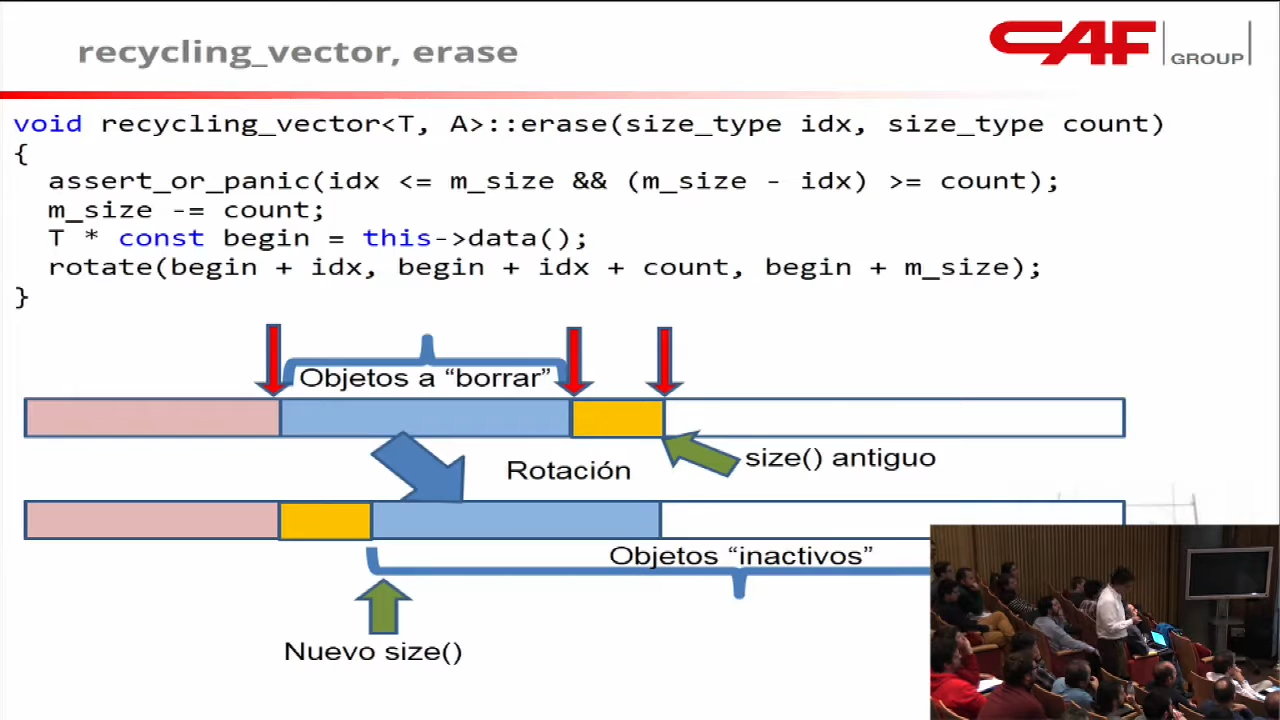 recycling_vector, erase
CAF GROUP
void recycling_vector<T, A>::erase(size_type idx, size_type count)
{
assert_or_panic(idx <= m_size && (m_size - idx) >= count);
m_size -= count;
T * const begin = this->data();
rotate(begin + idx, begin + idx + count, begin + m_size);
}
Objetos a “borrar”
size() antiguo
Rotación
Objetos “inactivos”
Nuevo size()